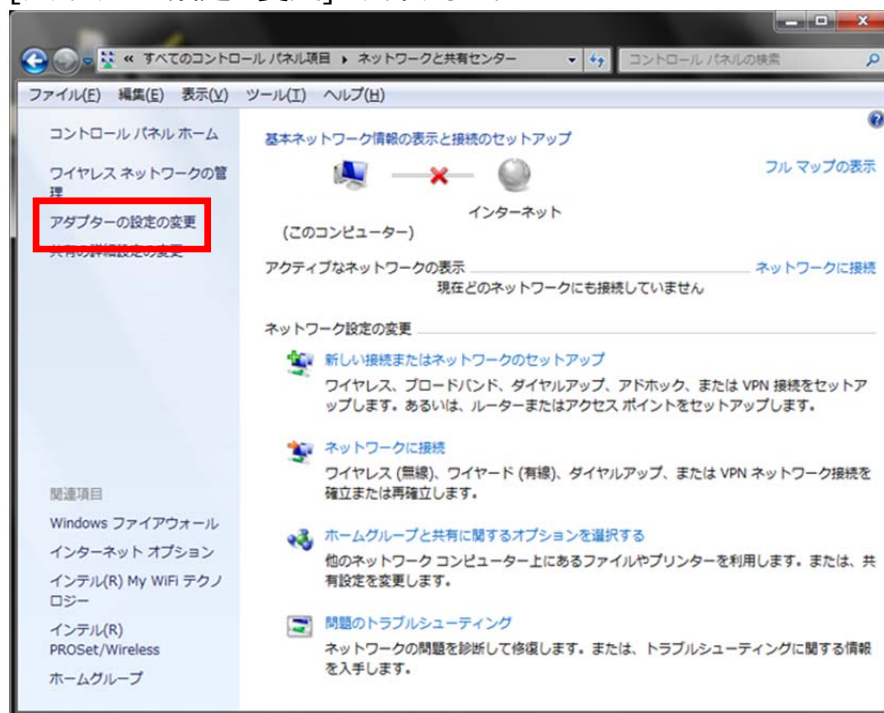 « すべてのコントロール パネル項目 ▸ ネットワークと共有センター
コントロール パネルの検索
ファイル(F) 編集(E) 表示(V) ツール(T) ヘルプ(H)
コントロール パネル ホーム
ワイヤレス ネットワークの管
理
アダプターの設定の変更
共有の詳細設定の変更
基本ネットワーク情報の表示と接続のセットアップ
フル マップの表示
インターネット
(このコンピューター)
アクティブなネットワークの表示
ネットワークに接続
現在どのネットワークにも接続していません
ネットワーク設定の変更
新しい接続またはネットワークのセットアップ
ワイヤレス、ブロードバンド、ダイヤルアップ、アドホック、または VPN 接続をセットア
ップします。あるいは、ルーターまたはアクセス ポイントをセットアップします。
ネットワークに接続
ワイヤレス (無線)、ワイヤード (有線)、ダイヤルアップ、または VPN ネットワーク接続を
確立または再確立します。
ホームグループと共有に関するオプションを選択する
他のネットワーク コンピューター上にあるファイルやプリンターを利用します。または、共
有設定を変更します。
問題のトラブルシューティング
ネットワークの問題を診断して修復します。または、トラブルシューティングに関する情報
を入手します。
関連項目
Windows ファイアウォール
インターネット オプション
インテル(R) My WiFi テクノ
ロジー
インテル(R)
PROSet/Wireless
ホームグループ